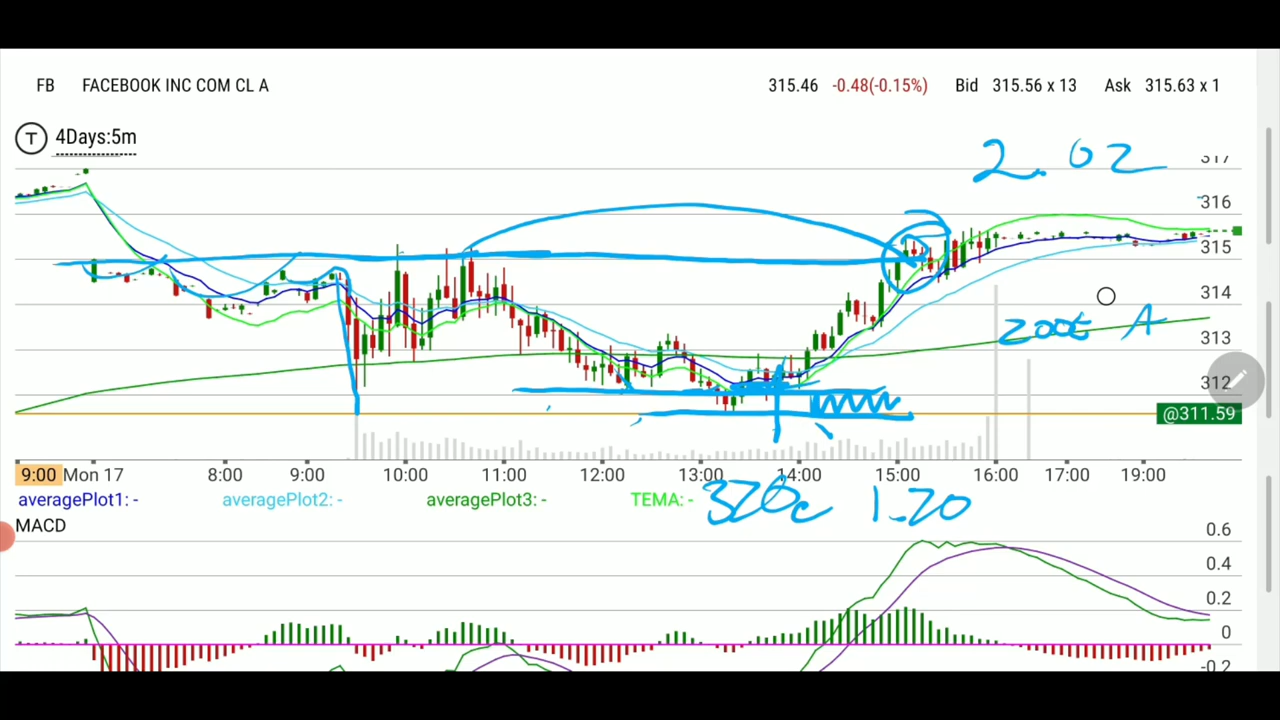 FB FACEBOOK INC COM CL A 315.46 -0.48(-0.15%) Bid 315.56 x 13 Ask 315.63 x 1
T 4Days:5m
2.02
317
316
315
314
313
312
@311.59
9:00 Mon 17 8:00 9:00 10:00 11:00 12:00 13:00 14:00 15:00 16:00 17:00 19:00
averagePlot1: - averagePlot2: - averagePlot3: - TEMA: -
320c 1.20
MACD
0.6
0.4
0.2
0
-0.2